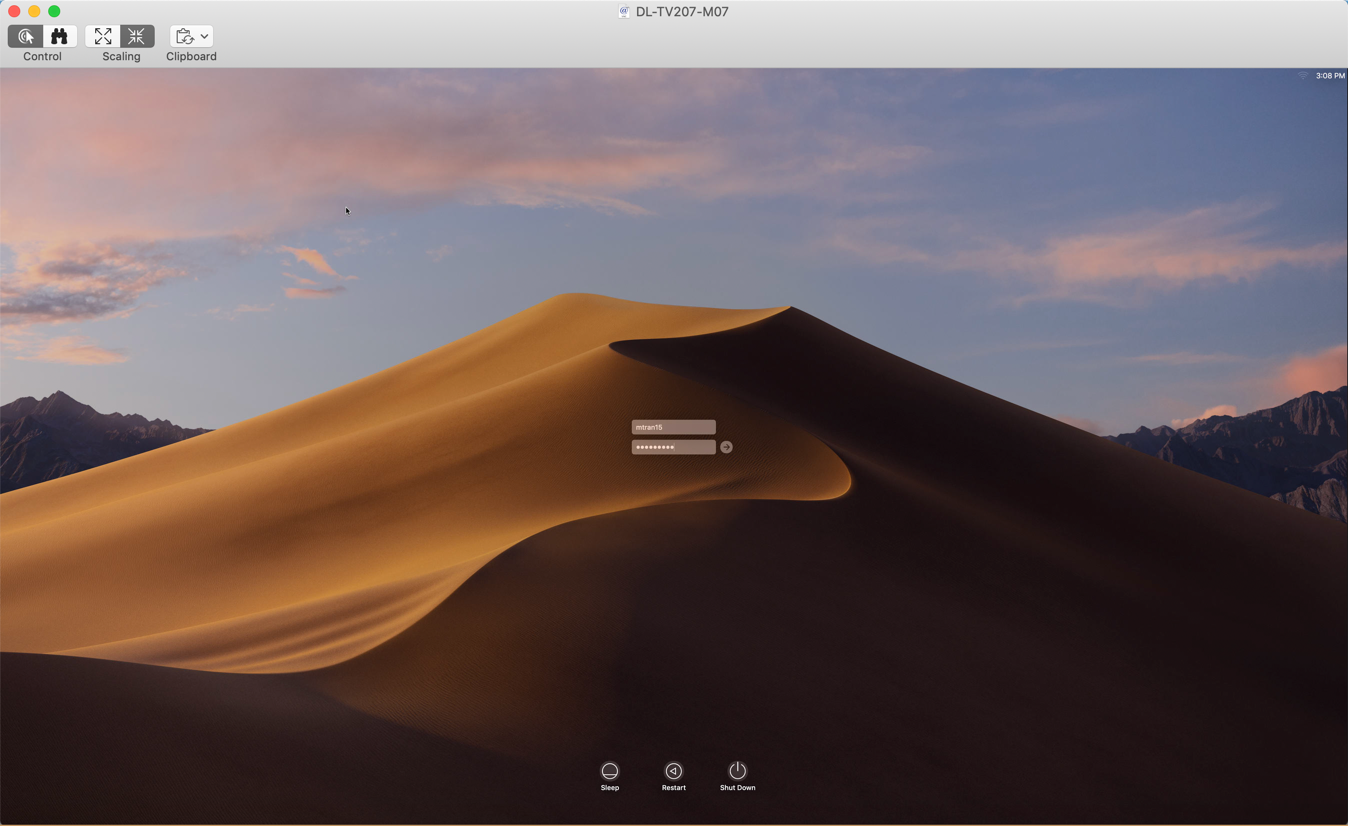 DL-TV207-M07
Control
Scaling
Clipboard
3:08 PM
mtran15
•••••••••
Sleep
Restart
Shut Down